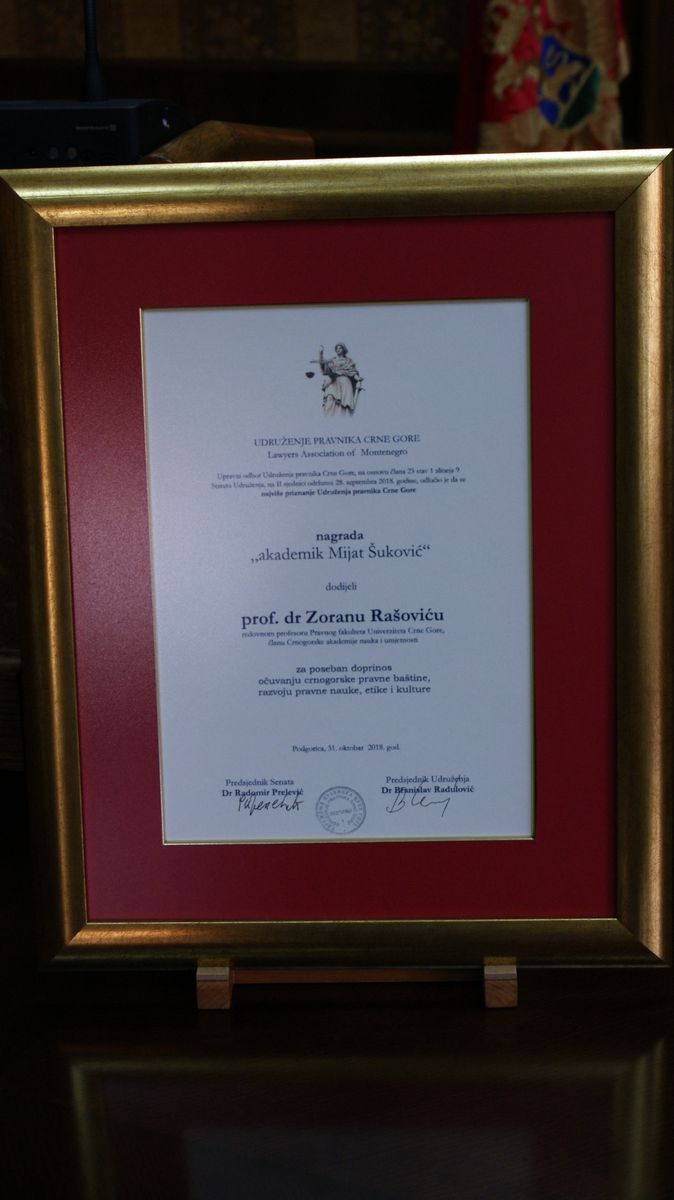 UDRUŽENJE PRAVNIKA CRNE GORE
Lawyers Association of Montenegro
Upravni odbor Udruženja pravnika Crne Gore, na osnovu člana 23 stav 1 alineja 9
Statuta Udruženja, na II sjednici održanoj 28. septembra 2018. godine, odlučio je da se
najviše priznanje Udruženja pravnika Crne Gore
nagrada
„akademik Mijat Šuković“
dodijeli
prof. dr Zoranu Rašoviću
redovnom profesoru Pravnog fakulteta Univerziteta Crne Gore,
članu Crnogorske akademije nauka i umjetnosti
za poseban doprinos
očuvanju crnogorske pravne baštine,
razvoju pravne nauke, etike i kulture
Podgorica, 31. oktobar 2018. god.
Predsjednik Senata
Dr Radomir Prelević
Predsjednik Udruženja
Dr Branislav Radulović